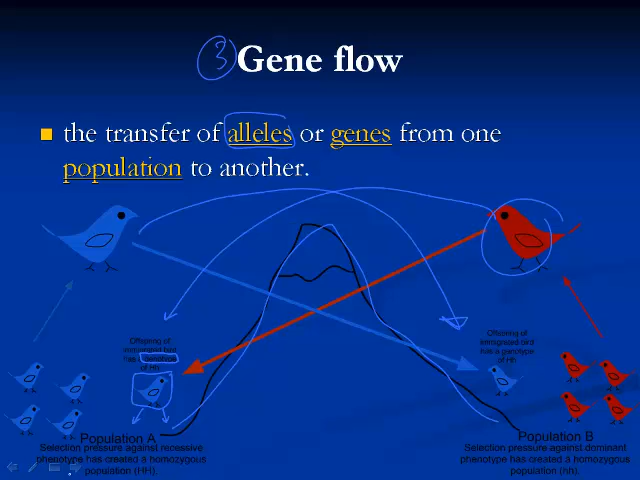 3 Gene flow
the transfer of alleles or genes from one
population to another.
Offspring of
immigrated bird
has a genotype
of Hh
Offspring of
immigrated bird
has a genotype
of Hh
Population A
Selection pressure against recessive
phenotype has created a homozygous
population (HH).
Population B
Selection pressure against dominant
phenotype has created a homozygous
population (hh).